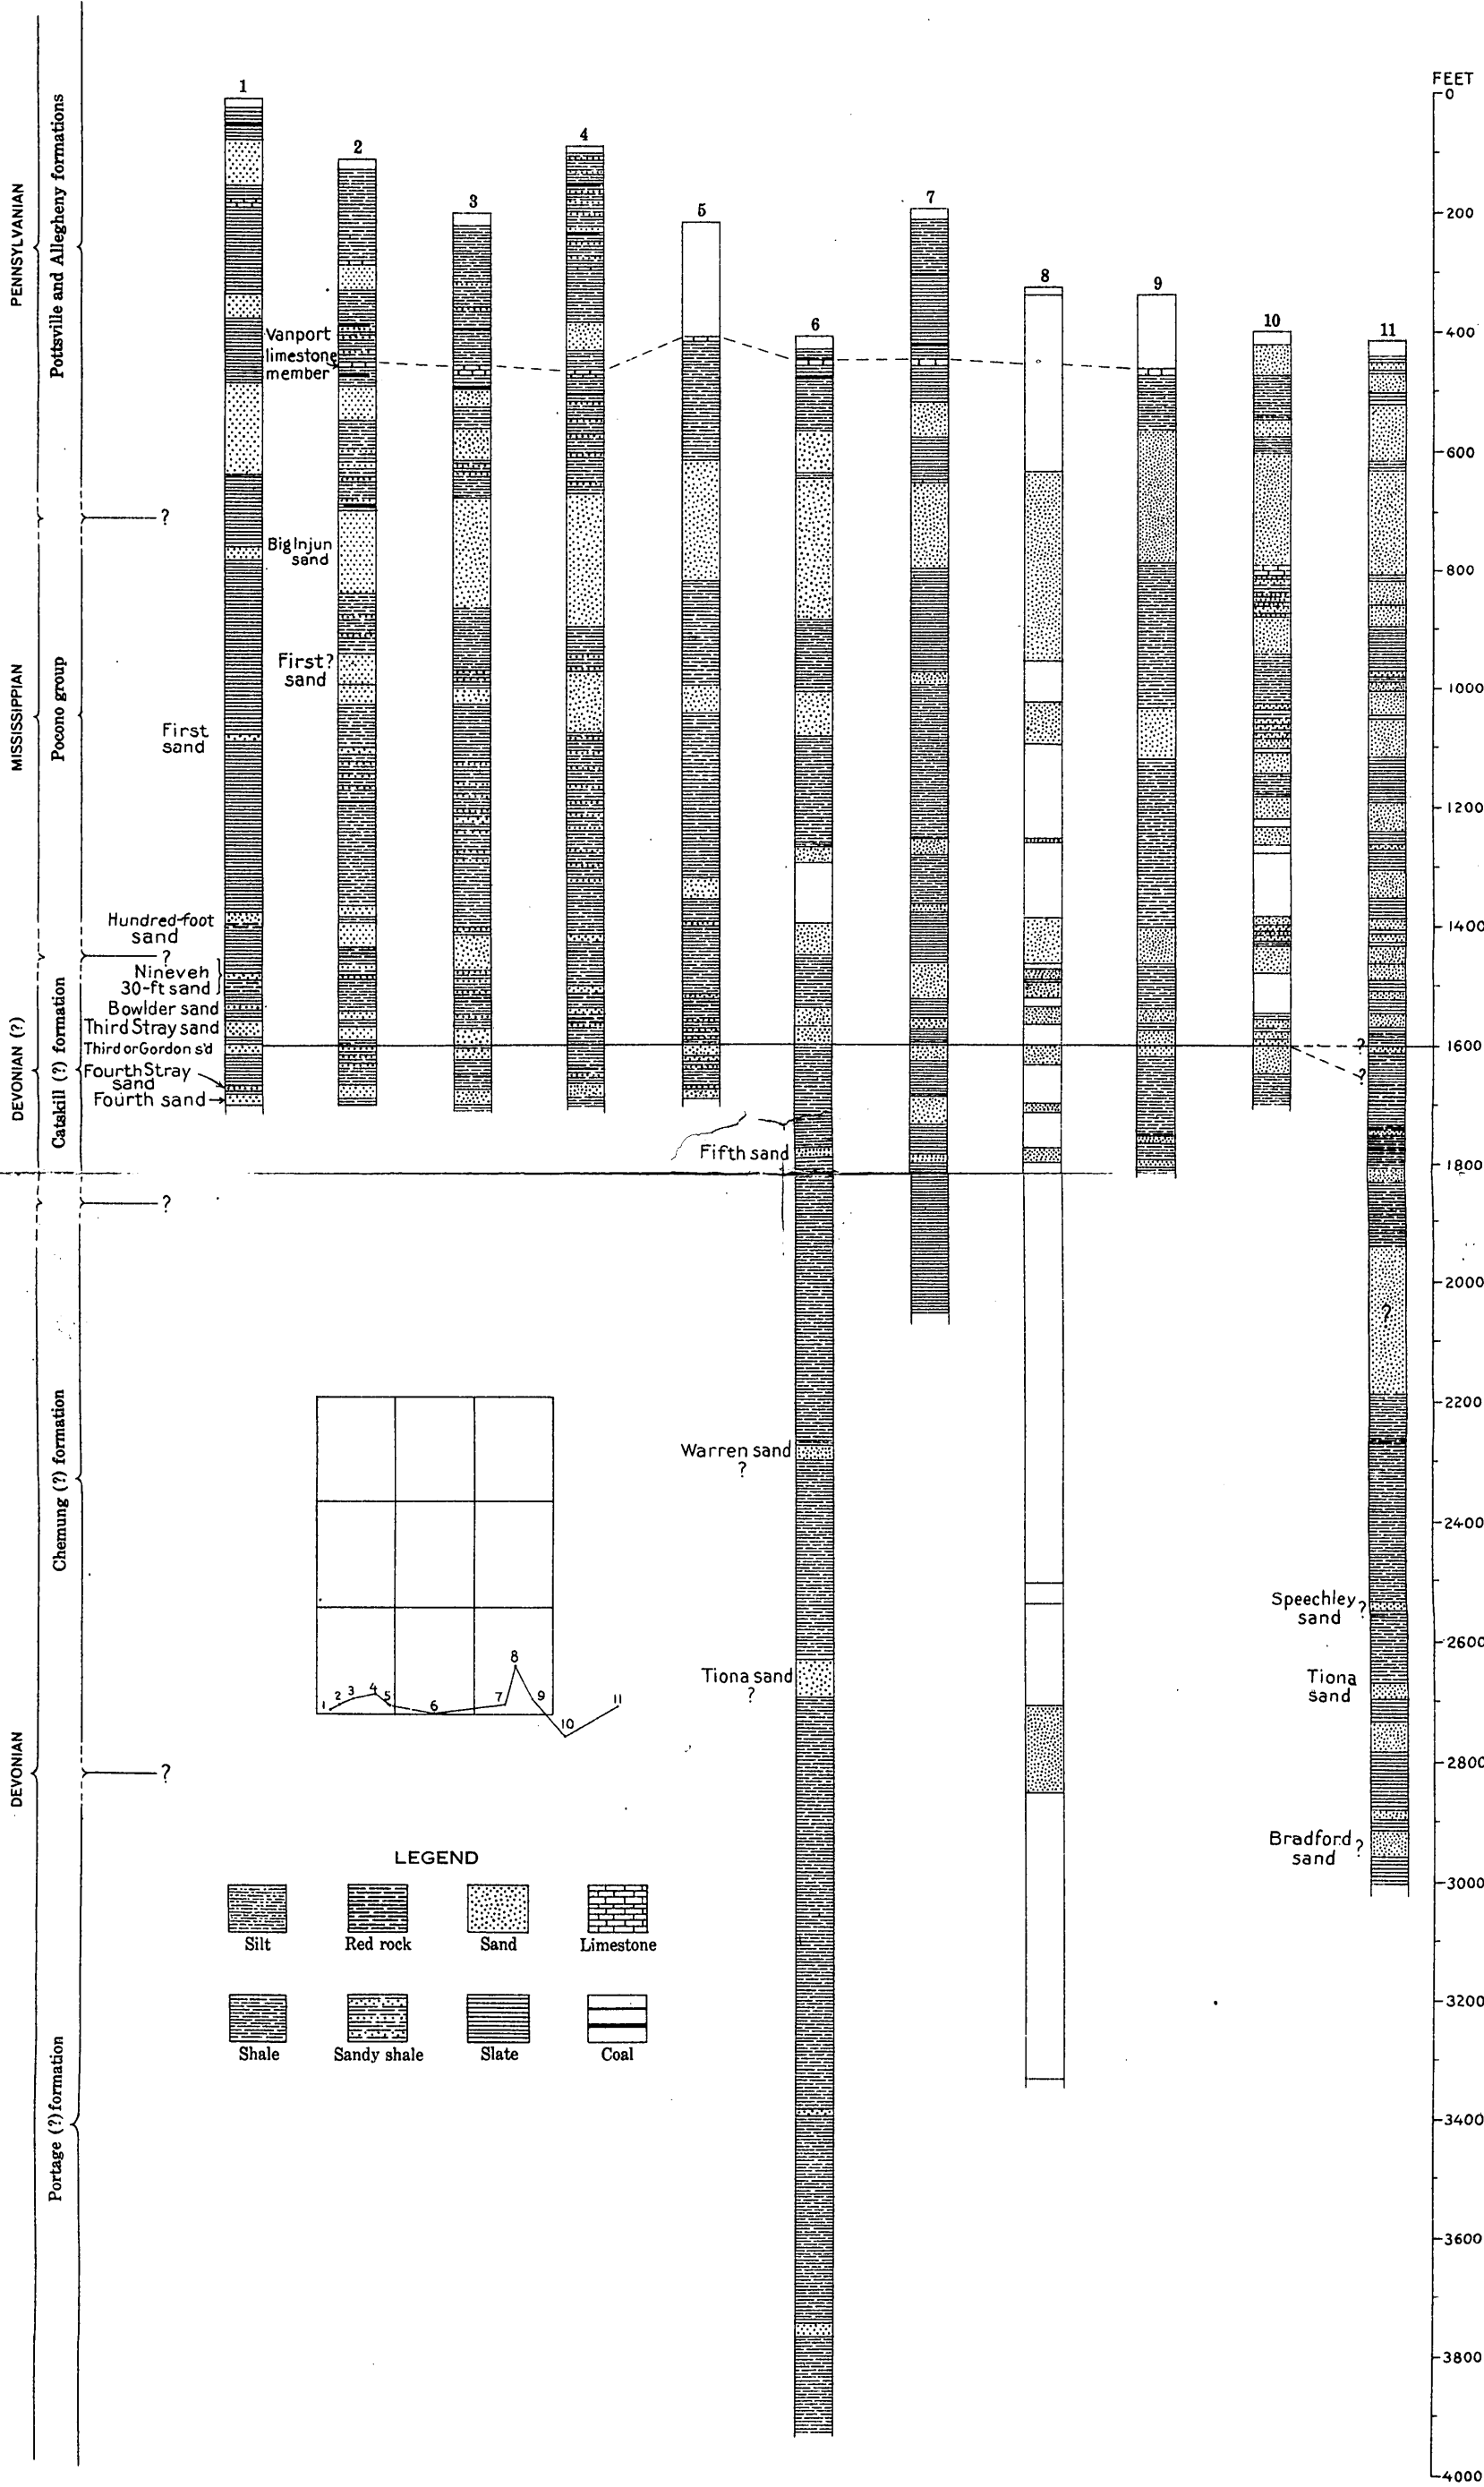 FEET
0
200
400
600
800
1000
1200
1400
1600
1800
2000
2200
2400
2600
2800
3000
3200
3400
3600
3800
4000
1
2
3
4
5
6
7
8
9
10
11
PENNSYLVANIAN
Pottsville and Allegheny formations
MISSISSIPPIAN
Pocono group
DEVONIAN (?)
Catskill (?) formation
DEVONIAN
Chemung (?) formation
Portage (?) formation
Vanport
limestone
member
?
Big Injun
sand
First?
sand
First
sand
Hundred-foot
sand
?
Nineveh
30-ft sand
Bowlder sand
Third Stray sand
Third or Gordon s'd
Fourth Stray
sand
Fourth sand
?
?
Fifth sand
?
?
Warren sand
?
Speechley ?
sand
Tiona sand
?
Tiona
sand
?
Bradford ?
sand
1
2
3
4
5
6
7
8
9
10
11
LEGEND
Silt
Red rock
Sand
Limestone
Shale
Sandy shale
Slate
Coal